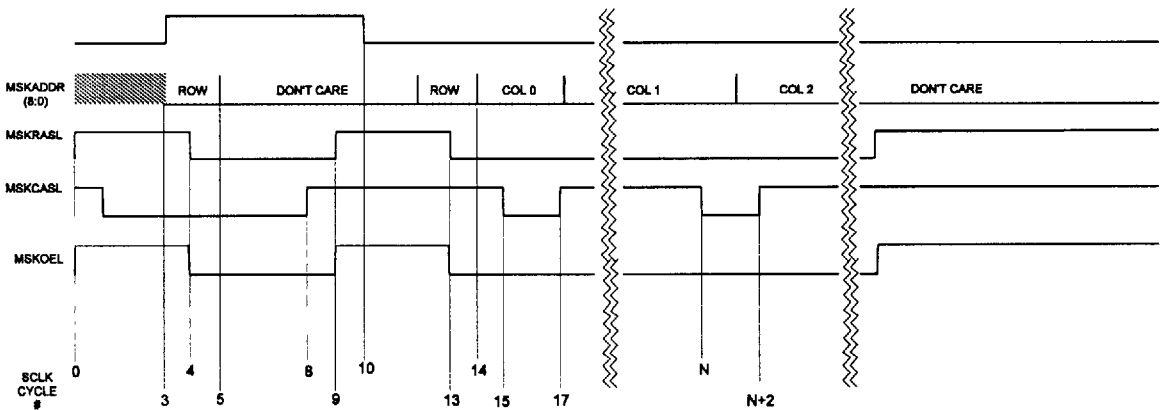 MSKADDR
(8:0)
ROW
DON'T CARE
ROW
COL 0
COL 1
COL 2
DON'T CARE
MSKRASL
MSKCASL
MSKOEL
0 4 8 10 14 N
SCLK
CYCLE
#
3 5 9 13 15 17 N+2